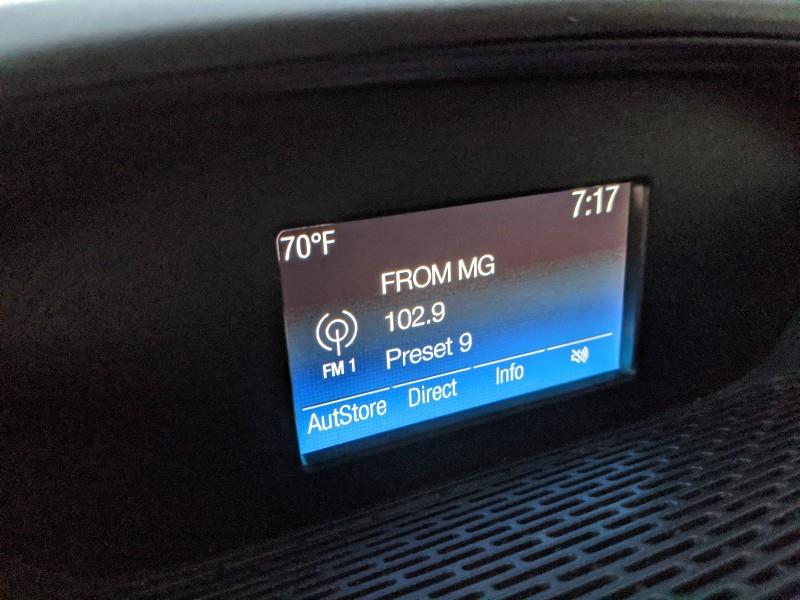 70°F
7:17
FROM MG
102.9
FM 1
Preset 9
AutStore Direct Info